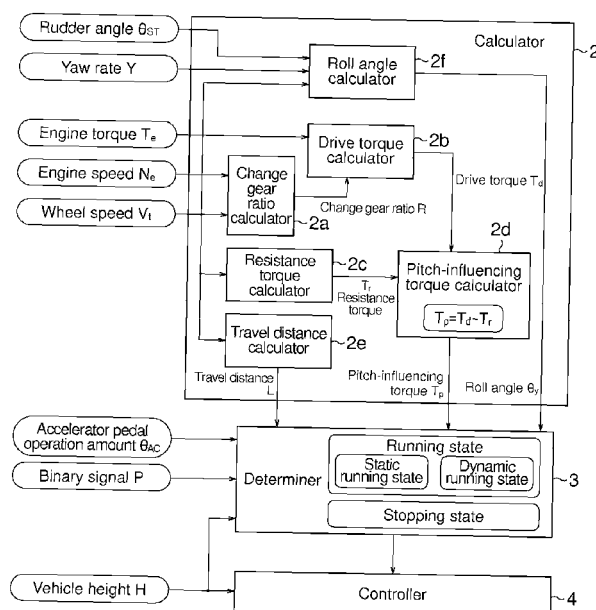 Rudder angle θST
Calculator
2
Yaw rate Y
Roll angle
calculator
2f
Engine torque Te
Drive torque
calculator
2b
Engine speed Ne
Change
gear
ratio
calculator
2a
Drive torque Td
Wheel speed Vt
Change gear ratio R
2d
Resistance
torque
calculator
2c
Pitch-influencing
torque calculator
Tr
Resistance
torque
Tp=Td–Tr
Travel distance
calculator
2e
Travel distance
L
Pitch-influencing
torque Tp
Roll angle θy
Accelerator pedal
operation amount θAC
Running state
Static
running state
Dynamic
running state
3
Binary signal P
Determiner
Stopping state
Vehicle height H
Controller
4